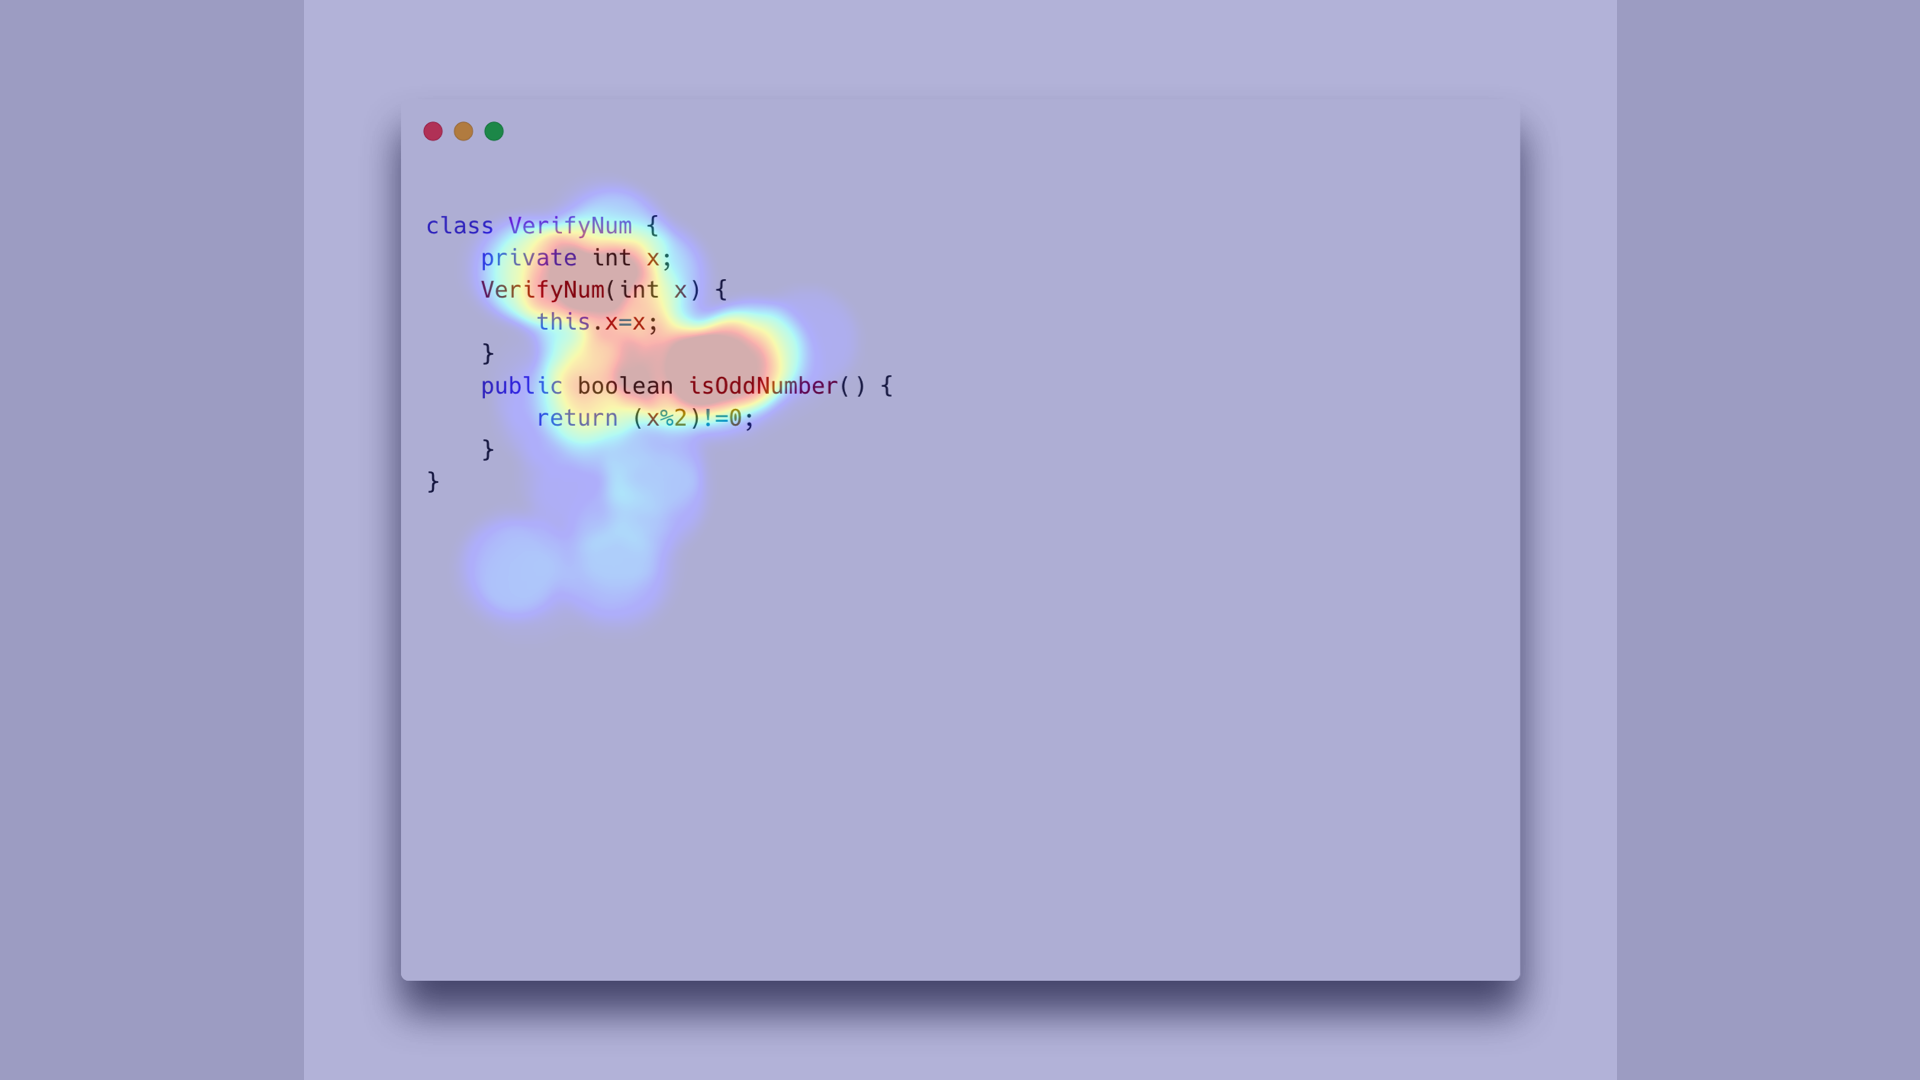 class VerifyNum {
    private int x;
    VerifyNum(int x) {
        this.x=x;
    }
    public boolean isOddNumber() {
        return (x%2)!=0;
    }
}